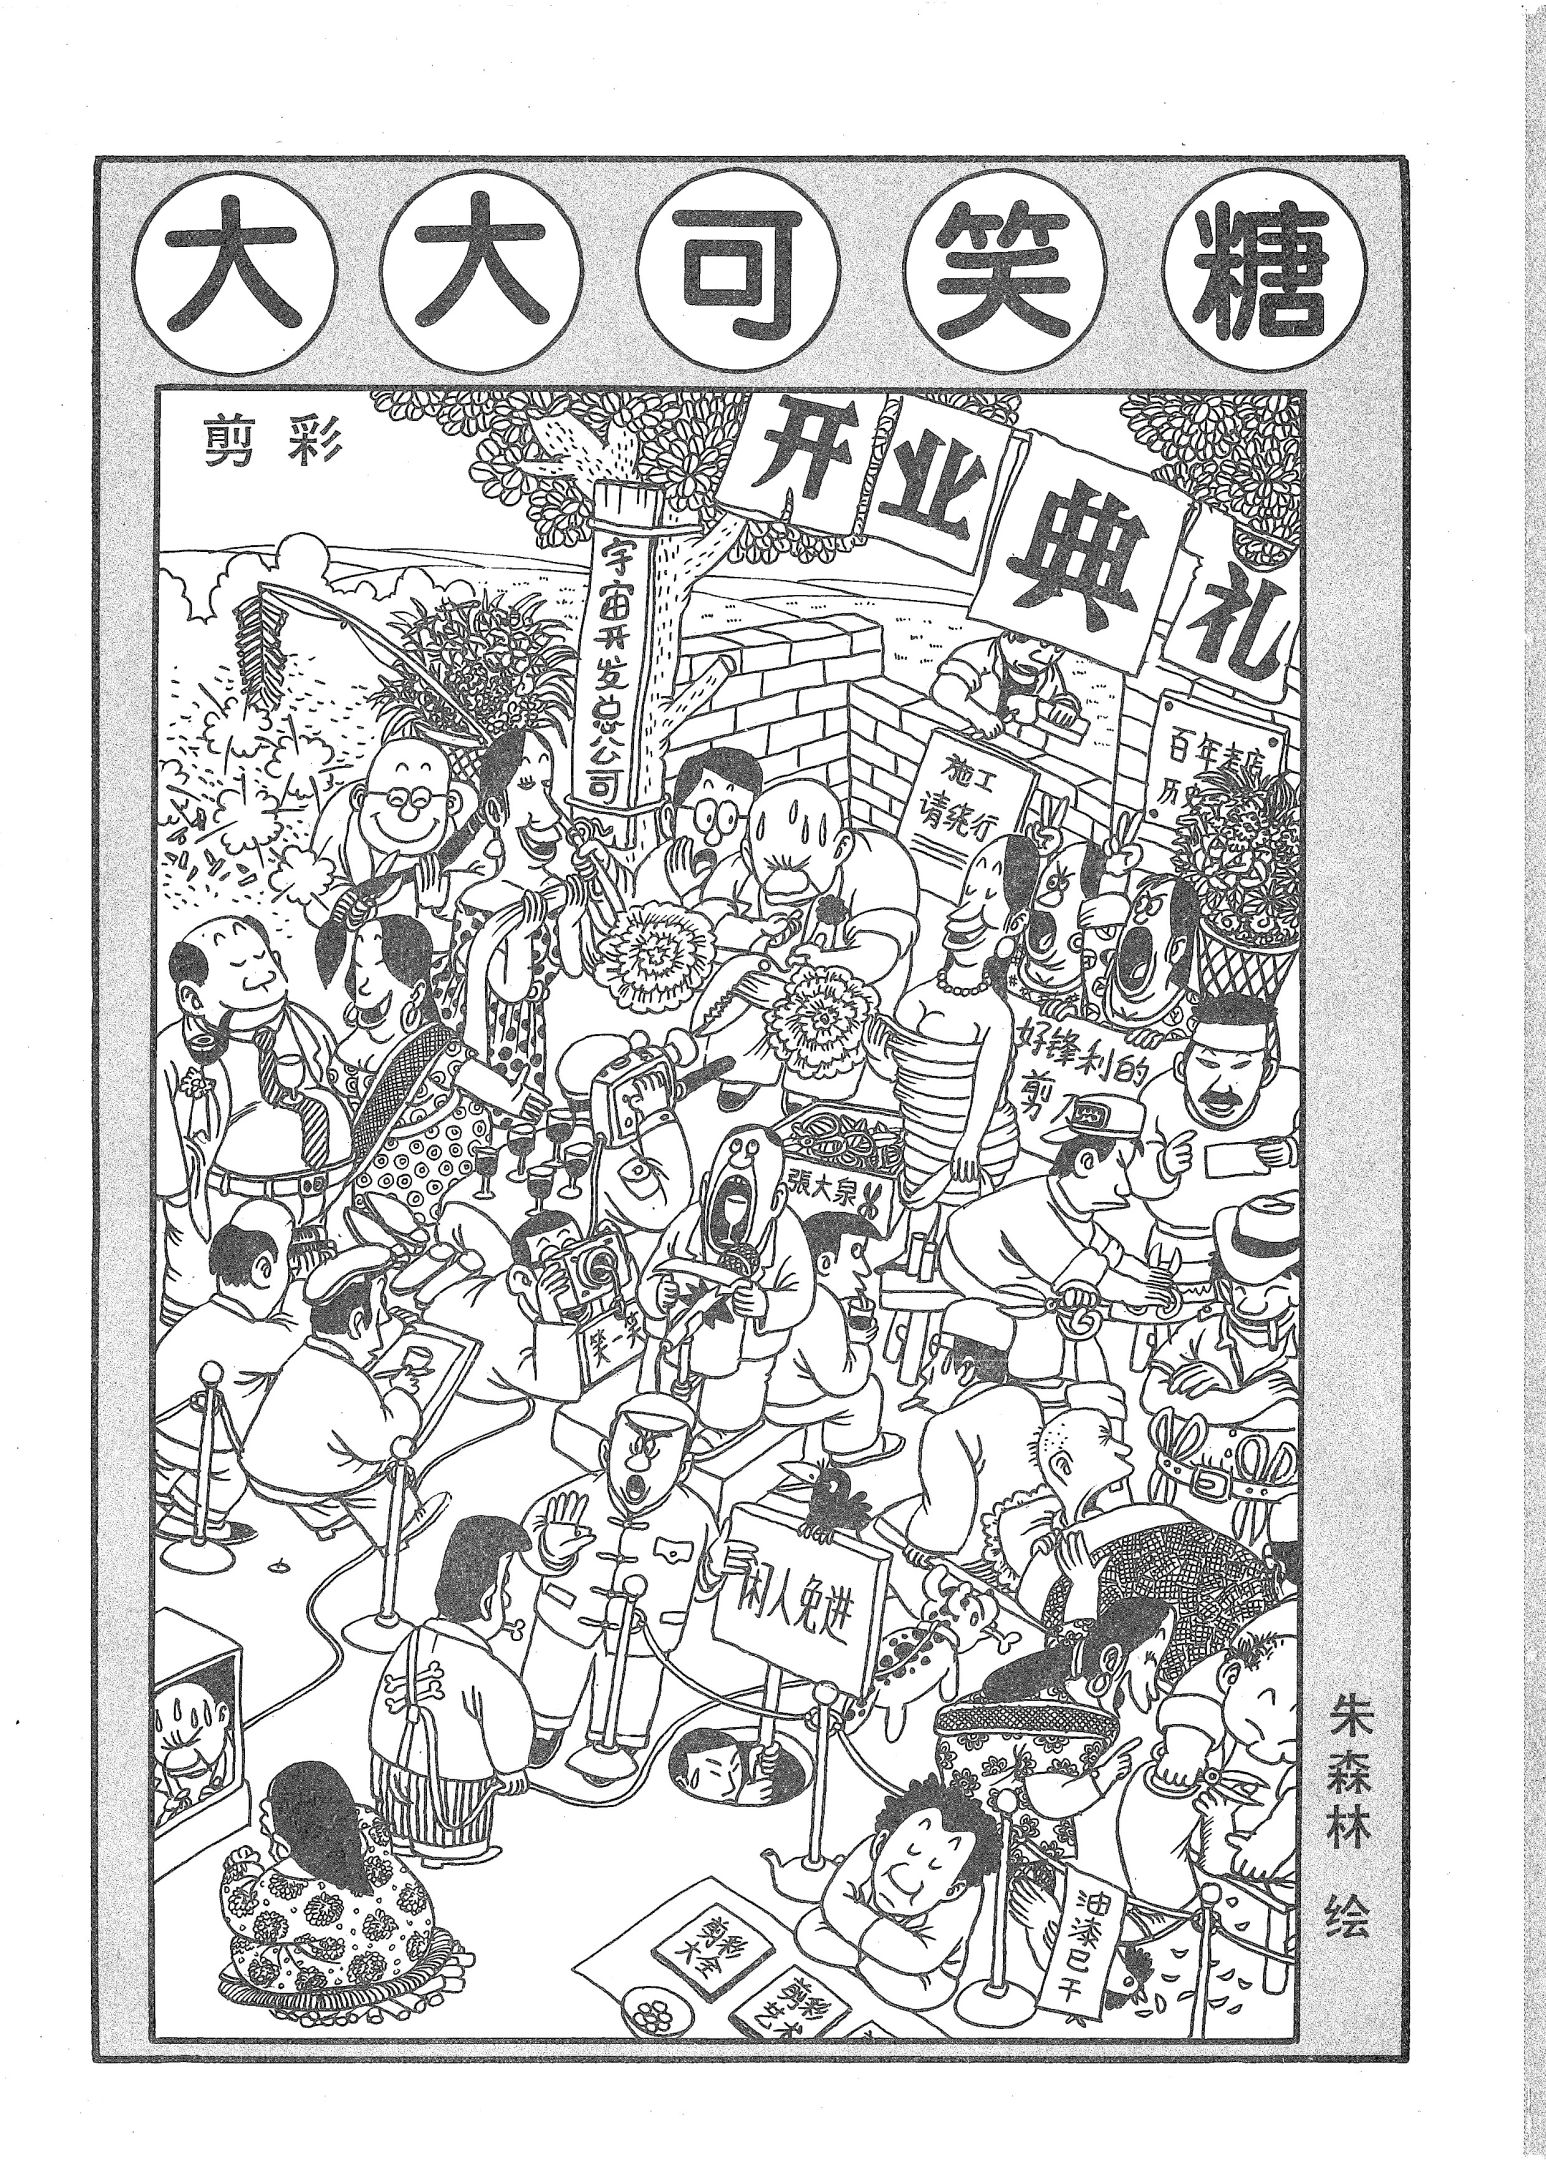 大大可笑糖
剪彩
开业典礼
宇宙开发总公司
百年老店
历史
施工
请绕行
好锋利的
剪刀
張大泉
笑一笑
闲人免进
油漆已干
剪彩
大全
剪彩
艺术
朱森林 绘